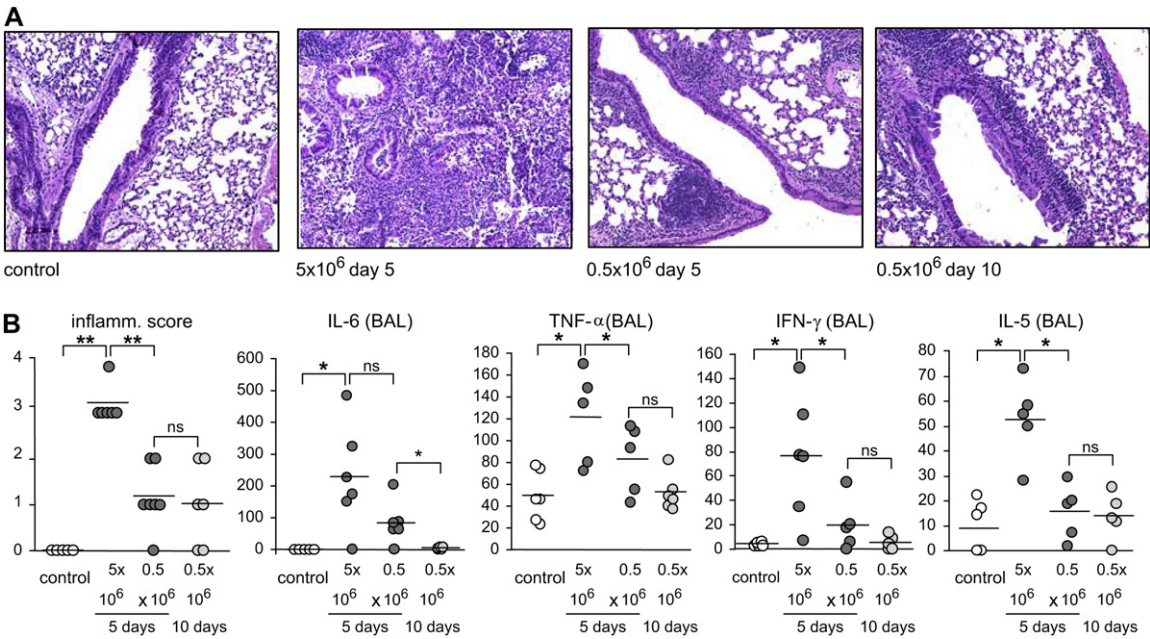 A
control
5x10⁶ day 5
0.5x10⁶ day 5
0.5x10⁶ day 10
B
inflamm. score
** **
ns
4
3
2
1
0
control 5x 0.5 0.5x
10⁶ x 10⁶ 10⁶
5 days 10 days
IL-6 (BAL)
* ns
*
600
500
400
300
200
100
0
control 5x 0.5 0.5x
10⁶ x 10⁶ 10⁶
5 days 10 days
TNF-α(BAL)
* *
ns
180
160
140
120
100
80
60
40
20
0
control 5x 0.5 0.5x
10⁶ x 10⁶ 10⁶
5 days 10 days
IFN-γ (BAL)
* *
ns
160
140
120
100
80
60
40
20
0
control 5x 0.5 0.5x
10⁶ x 10⁶ 10⁶
5 days 10 days
IL-5 (BAL)
* *
ns
80
70
60
50
40
30
20
10
0
control 5x 0.5 0.5x
10⁶ x 10⁶ 10⁶
5 days 10 days